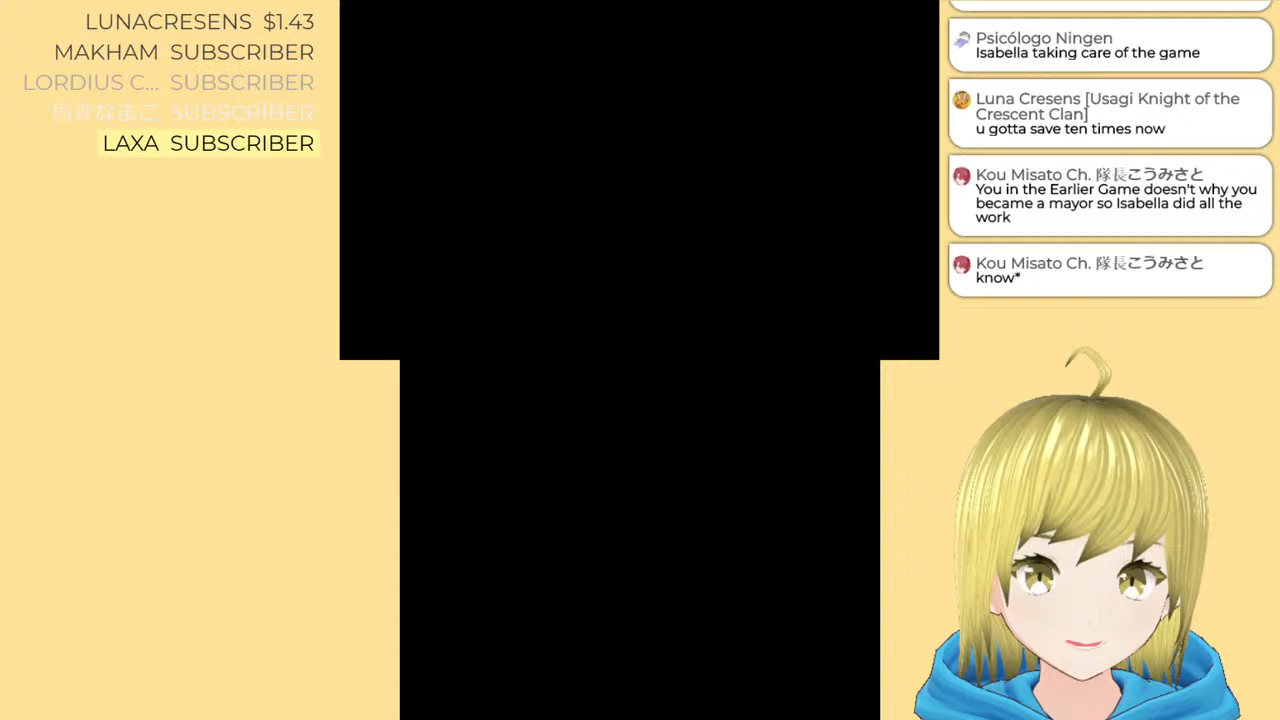 LUNACRESENS $1.43
MAKHAM SUBSCRIBER
LORDIUS C... SUBSCRIBER
SUBSCRIBER
LAXA SUBSCRIBER
Psicólogo Ningen
Isabella taking care of the game
Luna Cresens [Usagi Knight of the
Crescent Clan]
u gotta save ten times now
Kou Misato Ch. 隊長こうみさと
You in the Earlier Game doesn't why you
became a mayor so Isabella did all the
work
Kou Misato Ch. 隊長こうみさと
know*